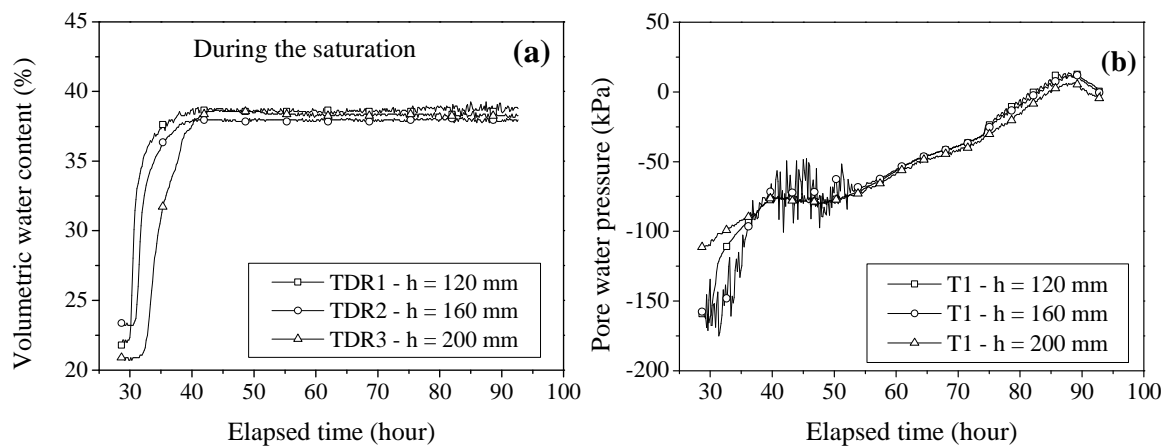 During the saturation
(a)
Volumetric water content (%)
50
45
40
35
30
25
20
TDR1 - h = 120 mm
TDR2 - h = 160 mm
TDR3 - h = 200 mm
20 30 40 50 60 70 80 90 100
Elapsed time (hour)
(b)
Pore water pressure (kPa)
50
0
-50
-100
-150
-200
T1 - h = 120 mm
T1 - h = 160 mm
T1 - h = 200 mm
30 40 50 60 70 80 90 100
Elapsed time (hour)